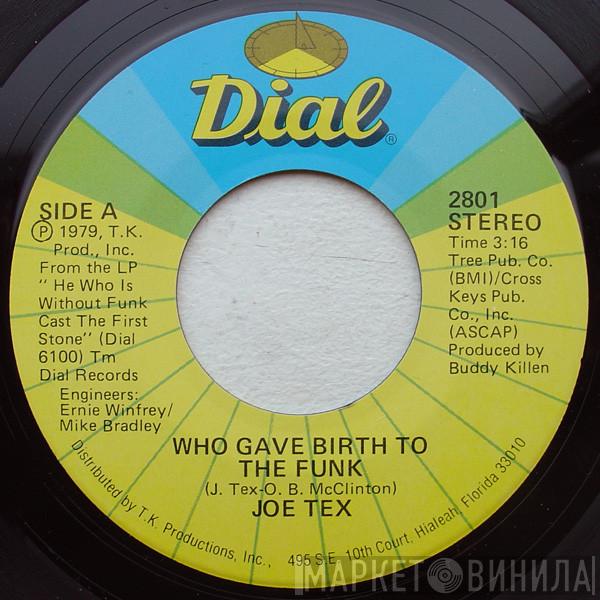 Dial
®
SIDE A
Ⓟ 1979, T.K.
Prod., Inc.
From the LP
" He Who Is
Without Funk
Cast The First
Stone" (Dial
6100) Tm
Dial Records
Engineers:
Ernie Winfrey/
Mike Bradley
2801
STEREO
Time 3:16
Tree Pub. Co.
(BMI)/Cross
Keys Pub.
Co., Inc.
(ASCAP)
Produced by
Buddy Killen
WHO GAVE BIRTH TO
THE FUNK
(J. Tex-O. B. McClinton)
JOE TEX
Distributed by T.K. Productions, Inc., 495 S.E. 10th Court, Hialeah, Florida 33010
МАРКЕТ ВИНИЛА